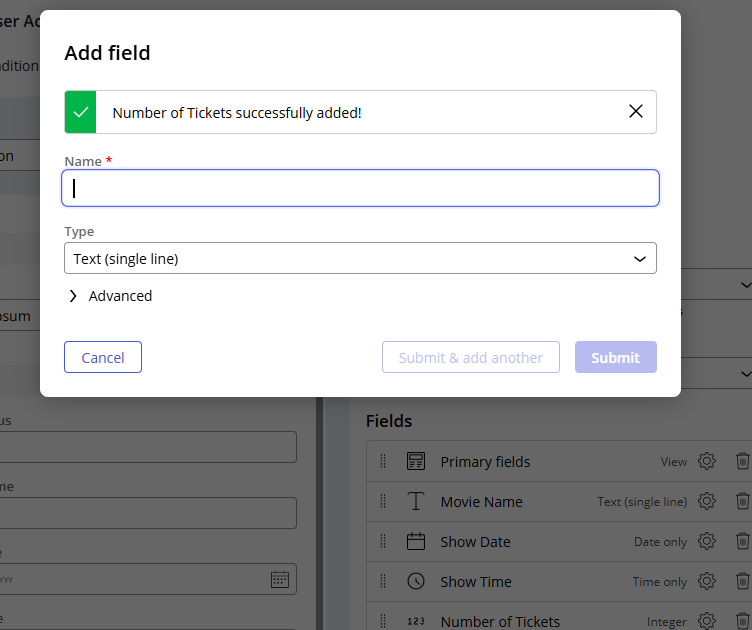 ser Ac
Add field
dition
Number of Tickets successfully added!
on
Name *
Type
Text (single line)
Advanced
psum
Cancel
Submit & add another
Submit
us
Fields
Primary fields View
me
Movie Name Text (single line)
Show Date Date only
e
YYY
Show Time Time only
e
123 Number of Tickets Integer